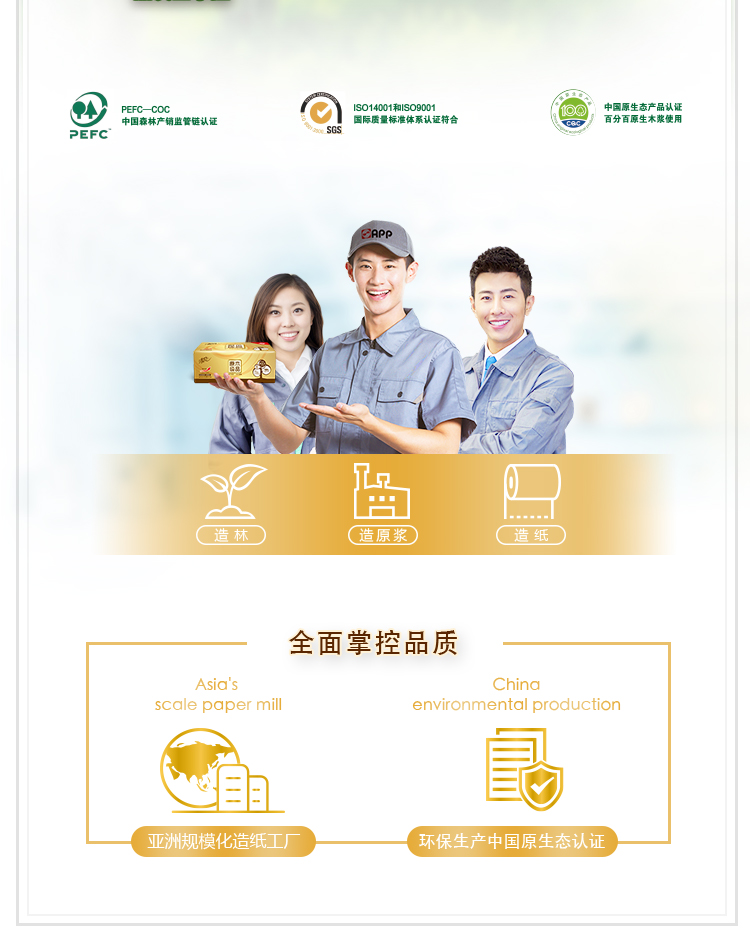 PEFC
PEFC—COC
中国森林产销监管链认证
SGS
ISO14001和ISO9001
国际质量标准体系认证符合
100
CQC
中国原生态产品认证
百分百原生木浆使用
APP
造林
造原浆
造纸
全面掌控品质
Asia's
scale paper mill
China
environmental production
亚洲规模化造纸工厂
环保生产中国原生态认证